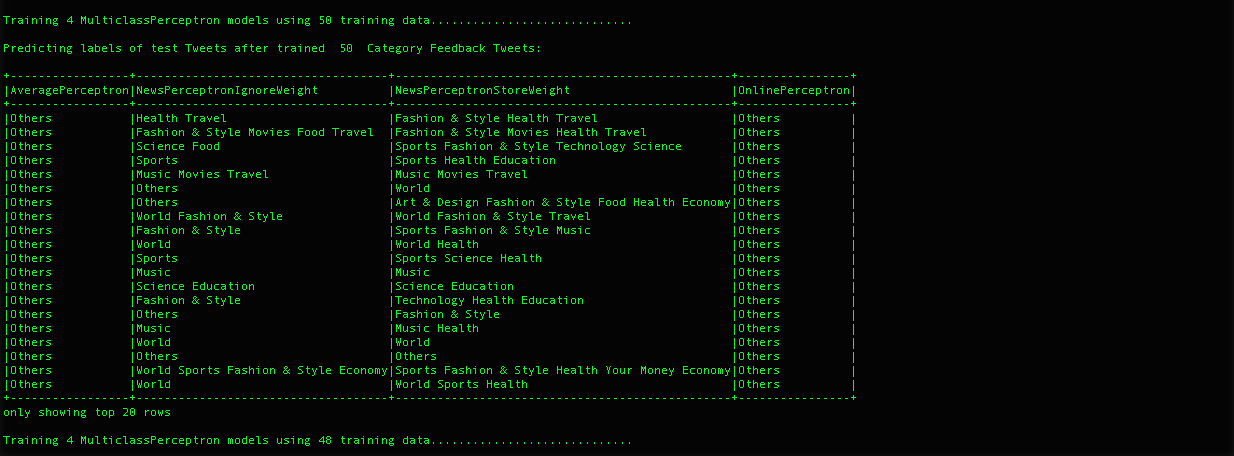 Training 4 MulticlassPerceptron models using 50 training data.............................
Predicting labels of test Tweets after trained  50  Category Feedback Tweets:
+-----------------+------------------------------------+------------------------------------------------+----------------+
|AveragePerceptron|NewsPerceptronIgnoreWeight          |NewsPerceptronStoreWeight                       |OnlinePerceptron|
+-----------------+------------------------------------+------------------------------------------------+----------------+
|Others           |Health Travel                       |Fashion & Style Health Travel                   |Others          |
|Others           |Fashion & Style Movies Food Travel  |Fashion & Style Movies Health Travel            |Others          |
|Others           |Science Food                        |Sports Fashion & Style Technology Science       |Others          |
|Others           |Sports                              |Sports Health Education                         |Others          |
|Others           |Music Movies Travel                 |Music Movies Travel                             |Others          |
|Others           |Others                              |World                                           |Others          |
|Others           |Others                              |Art & Design Fashion & Style Food Health Economy|Others          |
|Others           |World Fashion & Style               |World Fashion & Style Travel                    |Others          |
|Others           |Fashion & Style                     |Sports Fashion & Style Music                    |Others          |
|Others           |World                               |World Health                                    |Others          |
|Others           |Sports                              |Sports Science Health                           |Others          |
|Others           |Music                               |Music                                           |Others          |
|Others           |Science Education                   |Science Education                               |Others          |
|Others           |Fashion & Style                     |Technology Health Education                     |Others          |
|Others           |Others                              |Fashion & Style                                 |Others          |
|Others           |Music                               |Music Health                                    |Others          |
|Others           |World                               |World                                           |Others          |
|Others           |Others                              |Others                                          |Others          |
|Others           |World Sports Fashion & Style Economy|Sports Fashion & Style Health Your Money Economy|Others          |
|Others           |World                               |World Sports Health                             |Others          |
+-----------------+------------------------------------+------------------------------------------------+----------------+
only showing top 20 rows
Training 4 MulticlassPerceptron models using 48 training data.............................